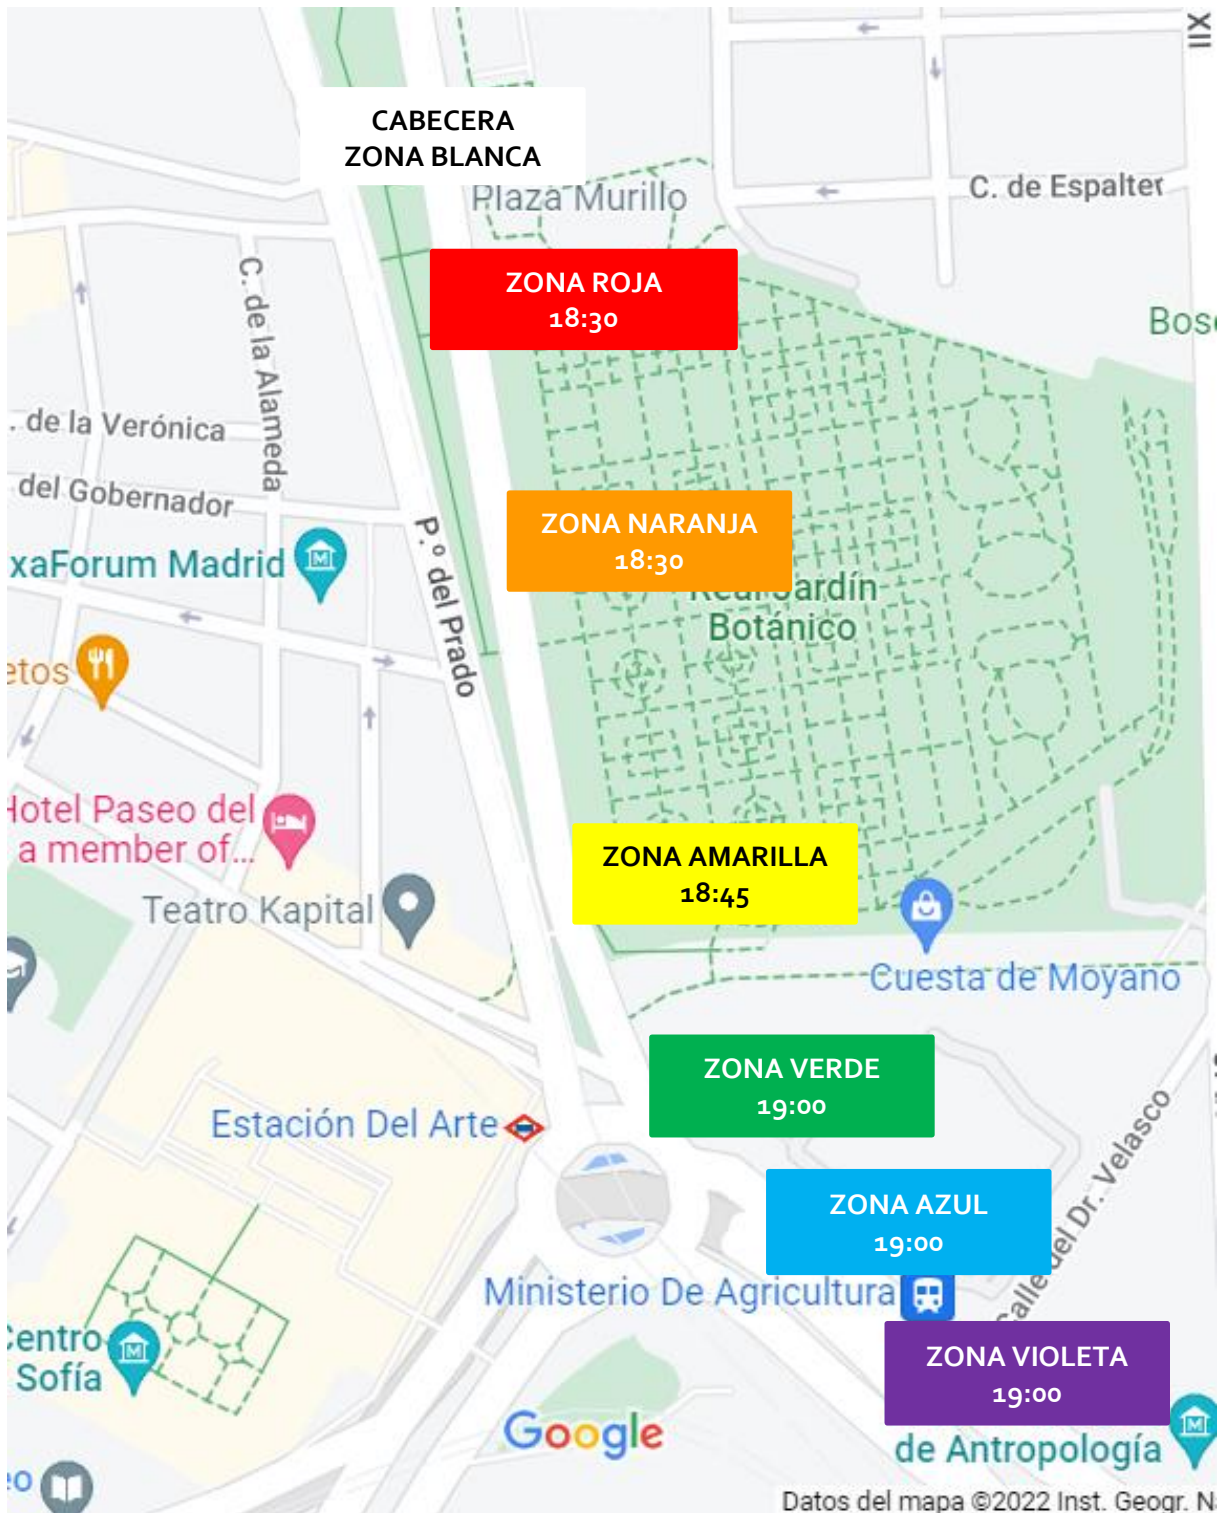 XII
CABECERA
ZONA BLANCA
Plaza Murillo
C. de Espalter
ZONA ROJA
18:30
C. de la Alameda
. de la Verónica
del Gobernador
ZONA NARANJA
18:30
xaForum Madrid
P.º del Prado
Botánico
etos
Hotel Paseo del
a member of...
ZONA AMARILLA
18:45
Teatro Kapital
Cuesta de Moyano
ZONA VERDE
19:00
Estación Del Arte
Calle del Dr. Velasco
ZONA AZUL
19:00
Ministerio De Agricultura
Centro
Sofía
ZONA VIOLETA
19:00
Google
de Antropología
eo
Datos del mapa ©2022 Inst. Geogr. Na